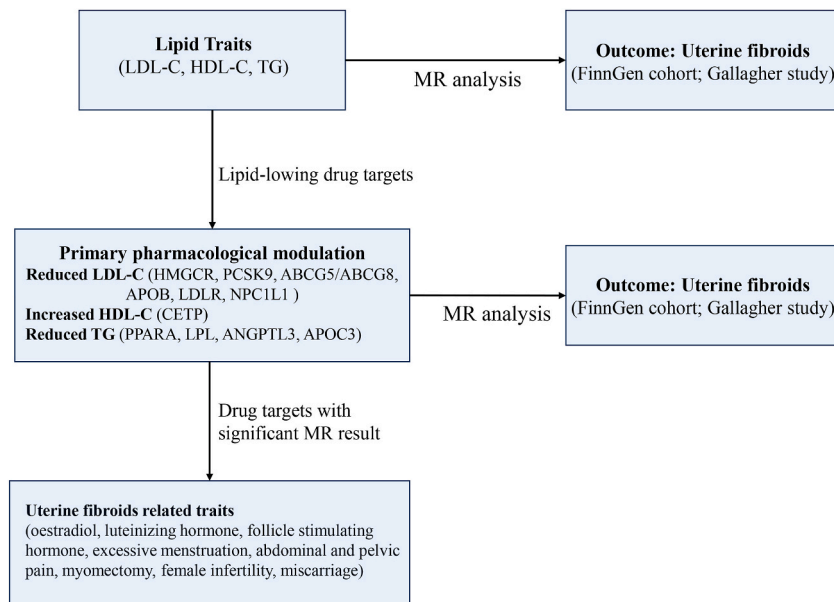 Lipid Traits
(LDL-C, HDL-C, TG)
MR analysis
Outcome: Uterine fibroids
(FinnGen cohort; Gallagher study)
Lipid-lowing drug targets
Primary pharmacological modulation
Reduced LDL-C (HMGCR, PCSK9, ABCG5/ABCG8,
APOB, LDLR, NPC1L1 )
Increased HDL-C (CETP)
Reduced TG (PPARA, LPL, ANGPTL3, APOC3)
MR analysis
Outcome: Uterine fibroids
(FinnGen cohort; Gallagher study)
Drug targets with
significant MR result
Uterine fibroids related traits
(oestradiol, luteinizing hormone, follicle stimulating
hormone, excessive menstruation, abdominal and pelvic
pain, myomectomy, female infertility, miscarriage)